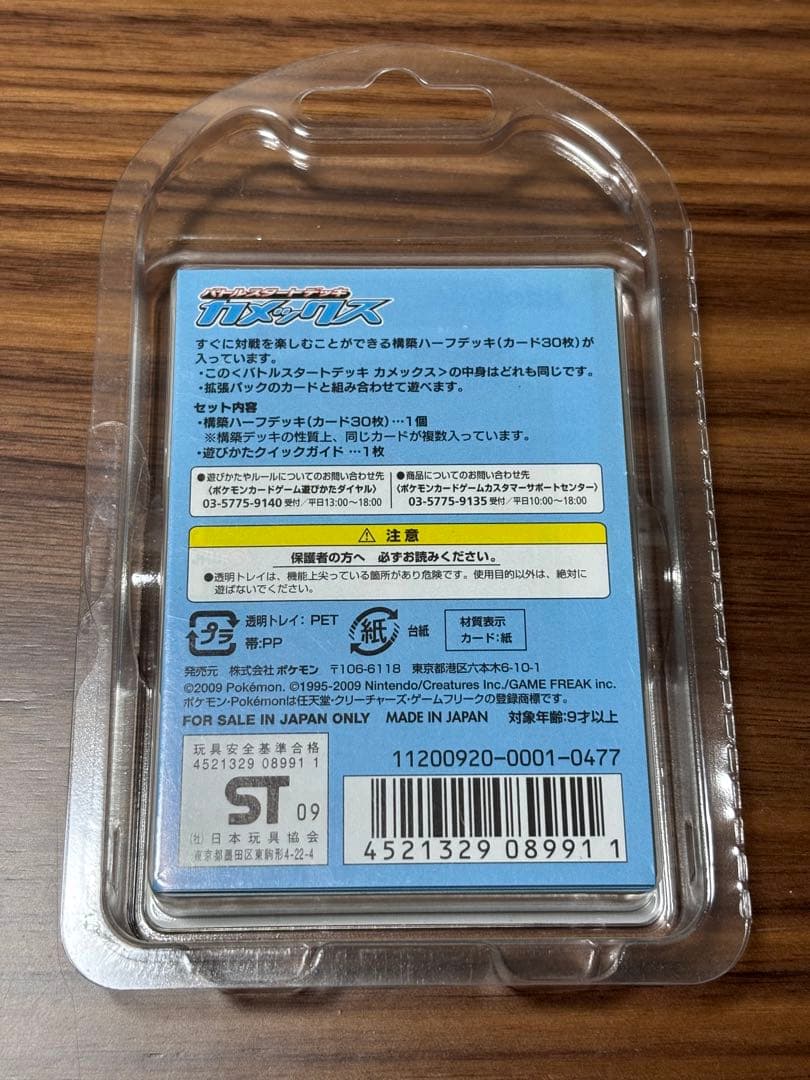 バトルスタートデッキ
カメックス
すぐに対戦を楽しむことができる構築ハーフデッキ(カード30枚)が
入っています。
・この<バトルスタートデッキ カメックス>の中身はどれも同じです。
・拡張パックのカードと組み合わせて遊べます。
セット内容
・構築ハーフデッキ(カード30枚)…1個
※構築デッキの性質上、同じカードが複数入っています。
・遊びかたクイックガイド…1枚
●遊びかたやルールについてのお問い合わせ先
〈ポケモンカードゲーム遊びかたダイヤル〉
03-5775-9140 受付/平日13:00〜18:00
●商品についてのお問い合わせ先
〈ポケモンカードゲームカスタマーサポートセンター〉
03-5775-9135 受付/平日10:00〜18:00
⚠ 注意
保護者の方へ 必ずお読みください。
●透明トレイは、機能上尖っている箇所があり危険です。使用目的以外は、絶対に
遊ばないでください。
プラ
透明トレイ:PET
帯:PP
紙
台紙
材質表示
カード:紙
発売元 株式会社ポケモン 〒106-6118 東京都港区六本木6-10-1
©2009 Pokémon. ©1995-2009 Nintendo/Creatures Inc./GAME FREAK inc.
ポケモン・Pokémonは任天堂・クリーチャーズ・ゲームフリークの登録商標です。
FOR SALE IN JAPAN ONLY MADE IN JAPAN 対象年齢:9才以上
玩具安全基準合格
4521329 08991 1
ST 09
(社)日本玩具協会
東京都墨田区東駒形4-22-4
11200920-0001-0477
4 521329 089911